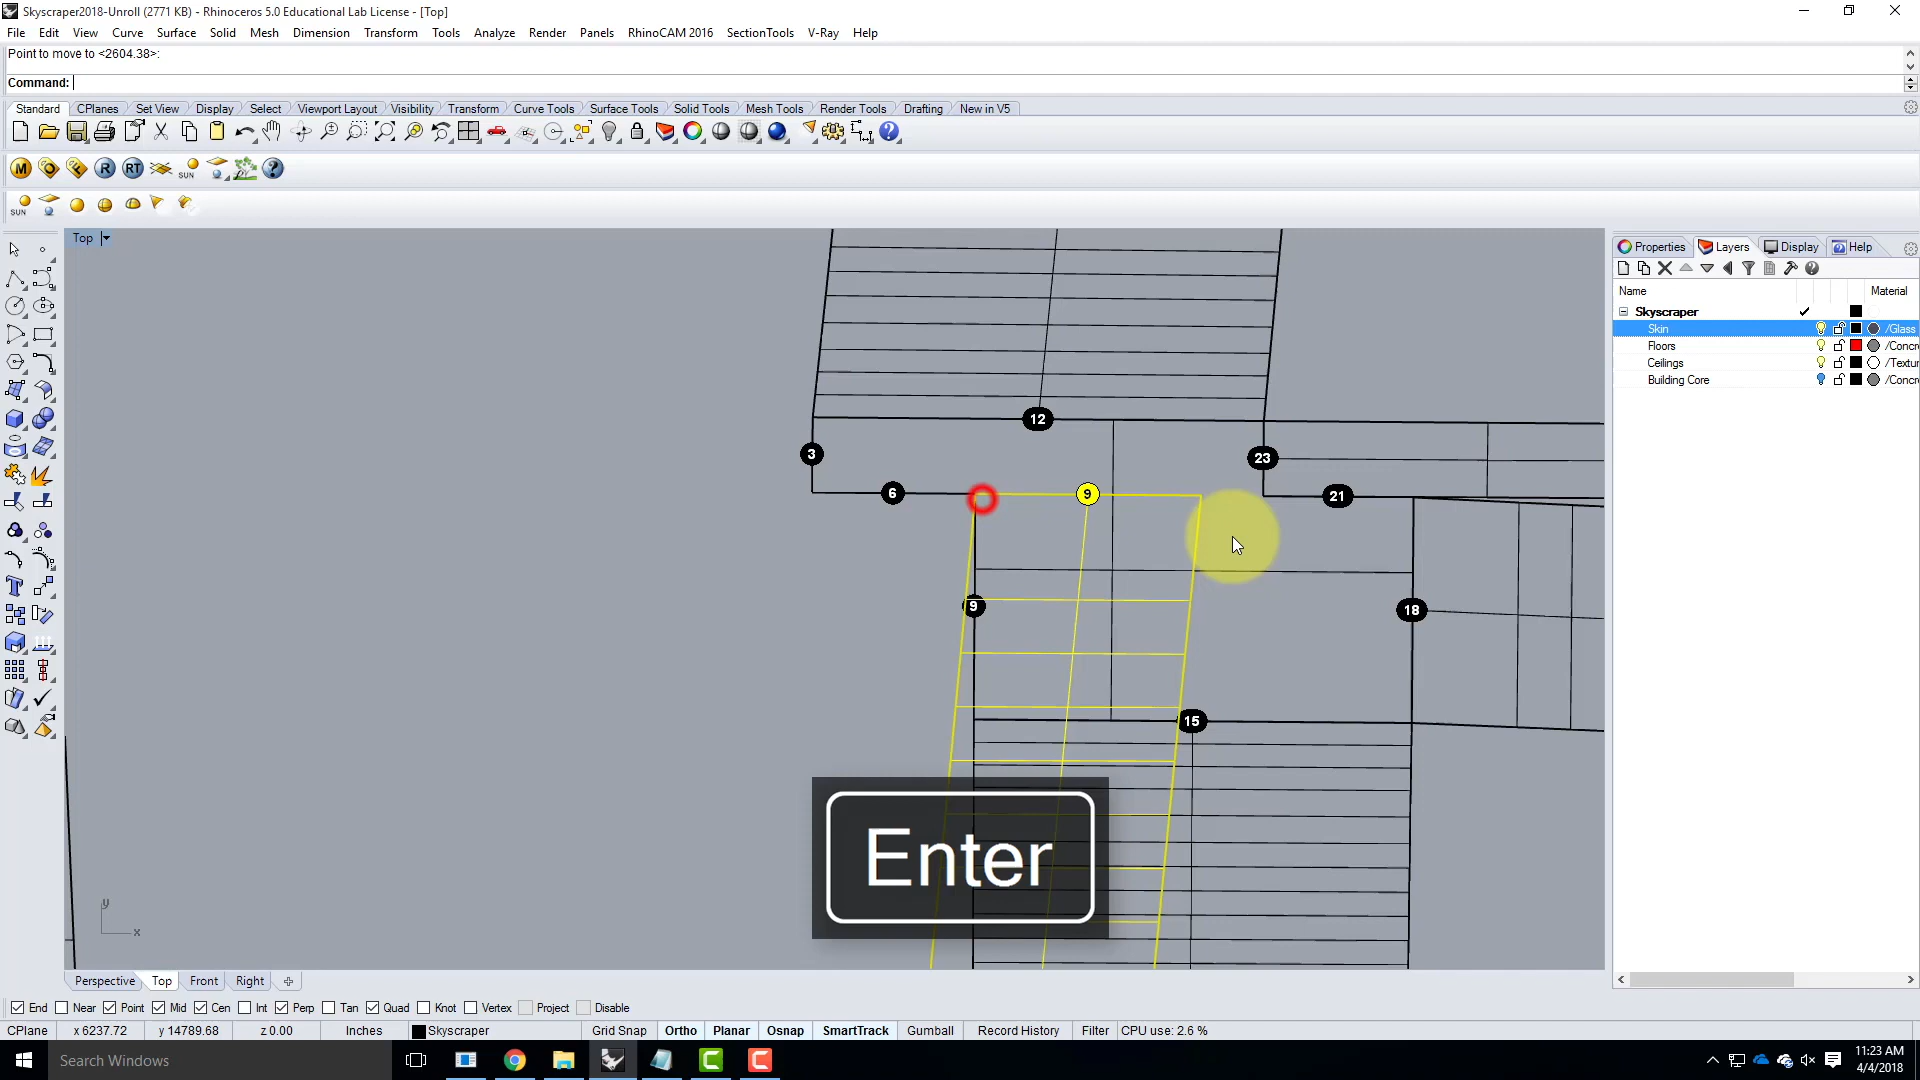 Skyscraper2018-Unroll (2771 KB) - Rhinoceros 5.0 Educational Lab License - [Top]
File Edit View Curve Surface Solid Mesh Dimension Transform Tools Analyze Render Panels RhinoCAM 2016 SectionTools V-Ray Help
Point to move to <2604.38>:
Command:
Standard CPlanes Set View Display Select Viewport Layout Visibility Transform Curve Tools Surface Tools Solid Tools Mesh Tools Render Tools Drafting New in V5
M O F R RT SUN
SUN
Top
Properties Layers Display Help
Name Material
Skyscraper
Skin /Glass
Floors /Concr
Ceilings /Textur
Building Core /Concr
12
3
23
6
9
21
9
18
15
Enter
y
x
Perspective Top Front Right
End Near Point Mid Cen Int Perp Tan Quad Knot Vertex Project Disable
CPlane x 6237.72 y 14789.68 z 0.00 Inches Skyscraper Grid Snap Ortho Planar Osnap SmartTrack Gumball Record History Filter CPU use: 2.6 %
Search Windows
11:23 AM
4/4/2018